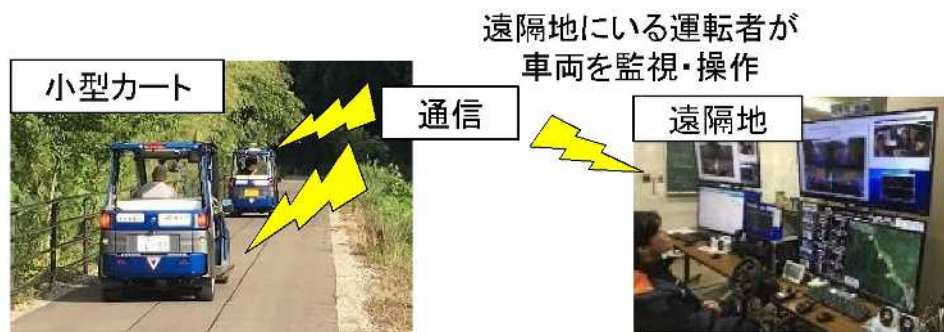 遠隔地にいる運転者が
車両を監視・操作
小型カート
通信
遠隔地